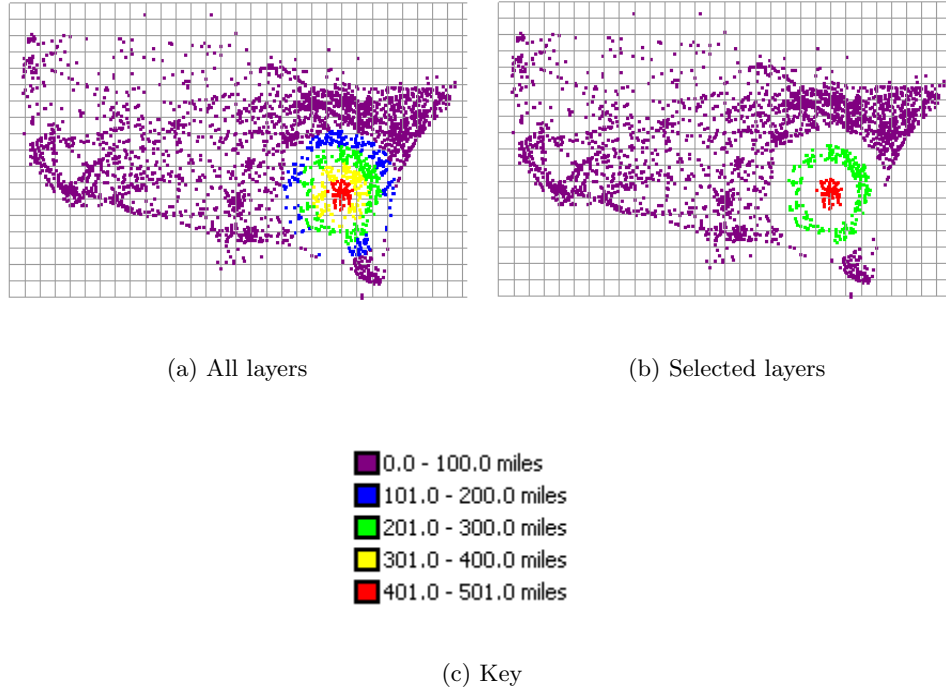 (a) All layers
(b) Selected layers
0.0 - 100.0 miles
101.0 - 200.0 miles
201.0 - 300.0 miles
301.0 - 400.0 miles
401.0 - 501.0 miles
(c) Key